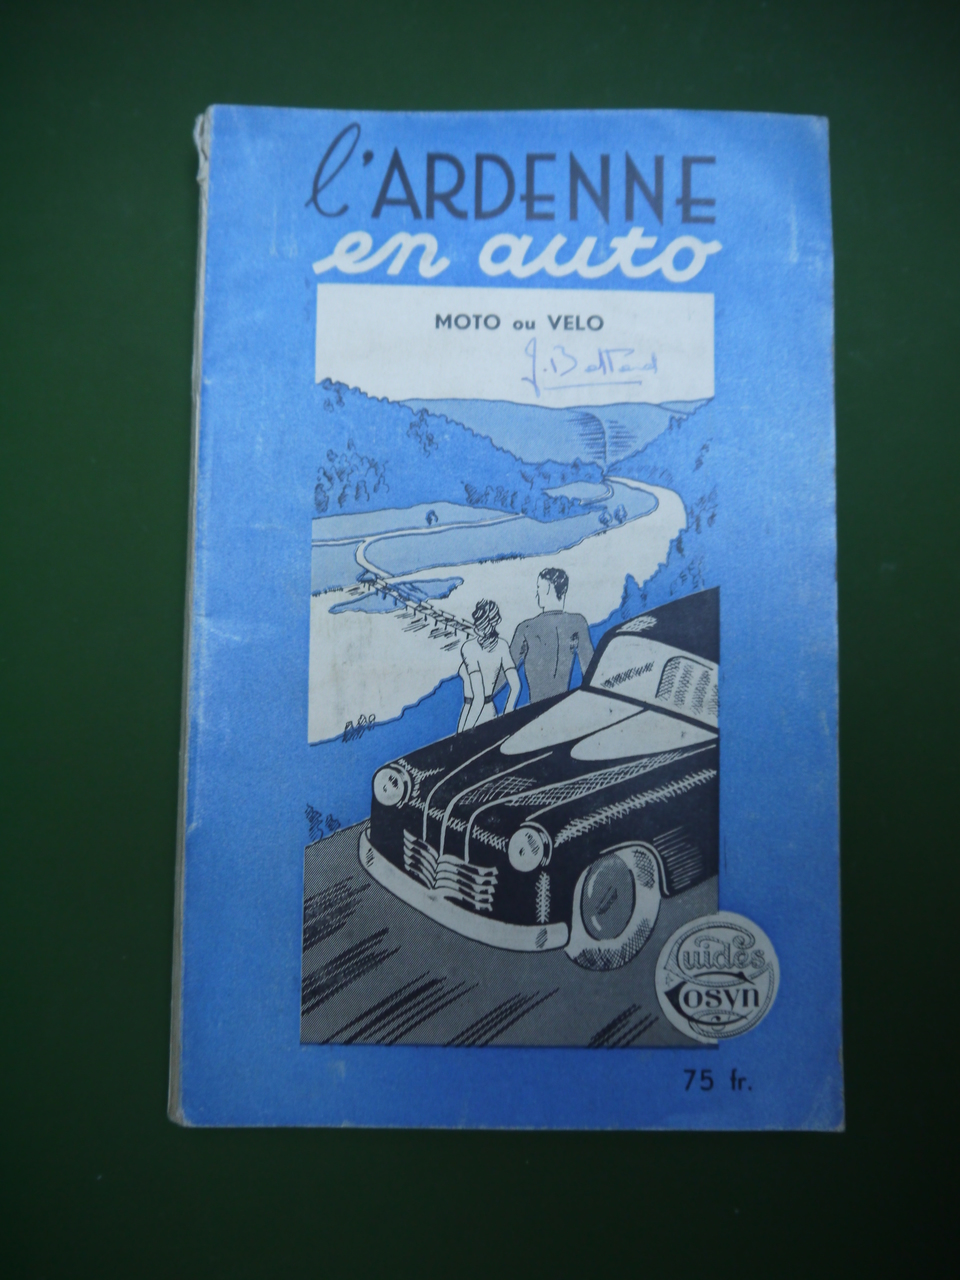 l'ARDENNE
en auto
MOTO ou VELO
Guides
Cosyn
75 fr.